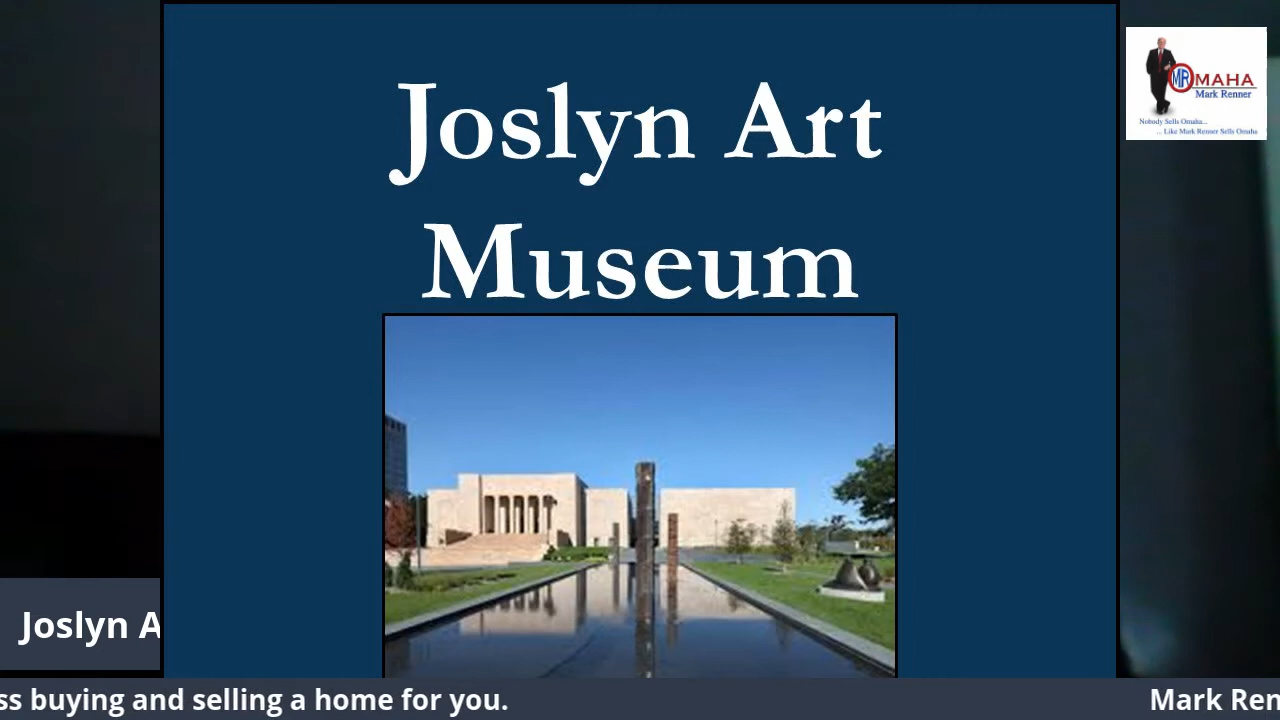 Joslyn Art
Museum
MR OMAHA
Mark Renner
Nobody Sells Omaha...
... Like Mark Renner Sells Omaha
Joslyn A
ss buying and selling a home for you.
Mark Ren